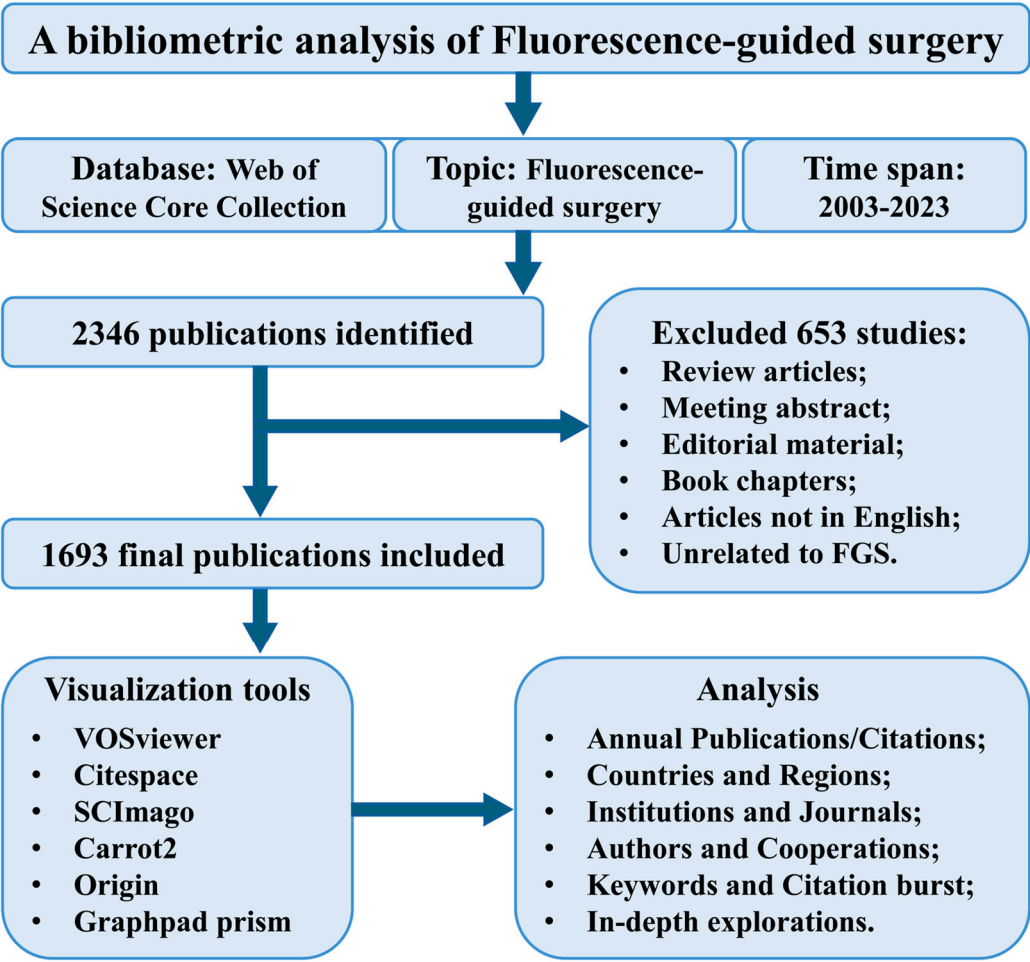 A bibliometric analysis of Fluorescence-guided surgery
Database: Web of
Science Core Collection
Topic: Fluorescence-
guided surgery
Time span:
2003-2023
2346 publications identified
Excluded 653 studies:
• Review articles;
• Meeting abstract;
• Editorial material;
• Book chapters;
• Articles not in English;
• Unrelated to FGS.
1693 final publications included
Visualization tools
• VOSviewer
• Citespace
• SCImago
• Carrot2
• Origin
• Graphpad prism
Analysis
• Annual Publications/Citations;
• Countries and Regions;
• Institutions and Journals;
• Authors and Cooperations;
• Keywords and Citation burst;
• In-depth explorations.